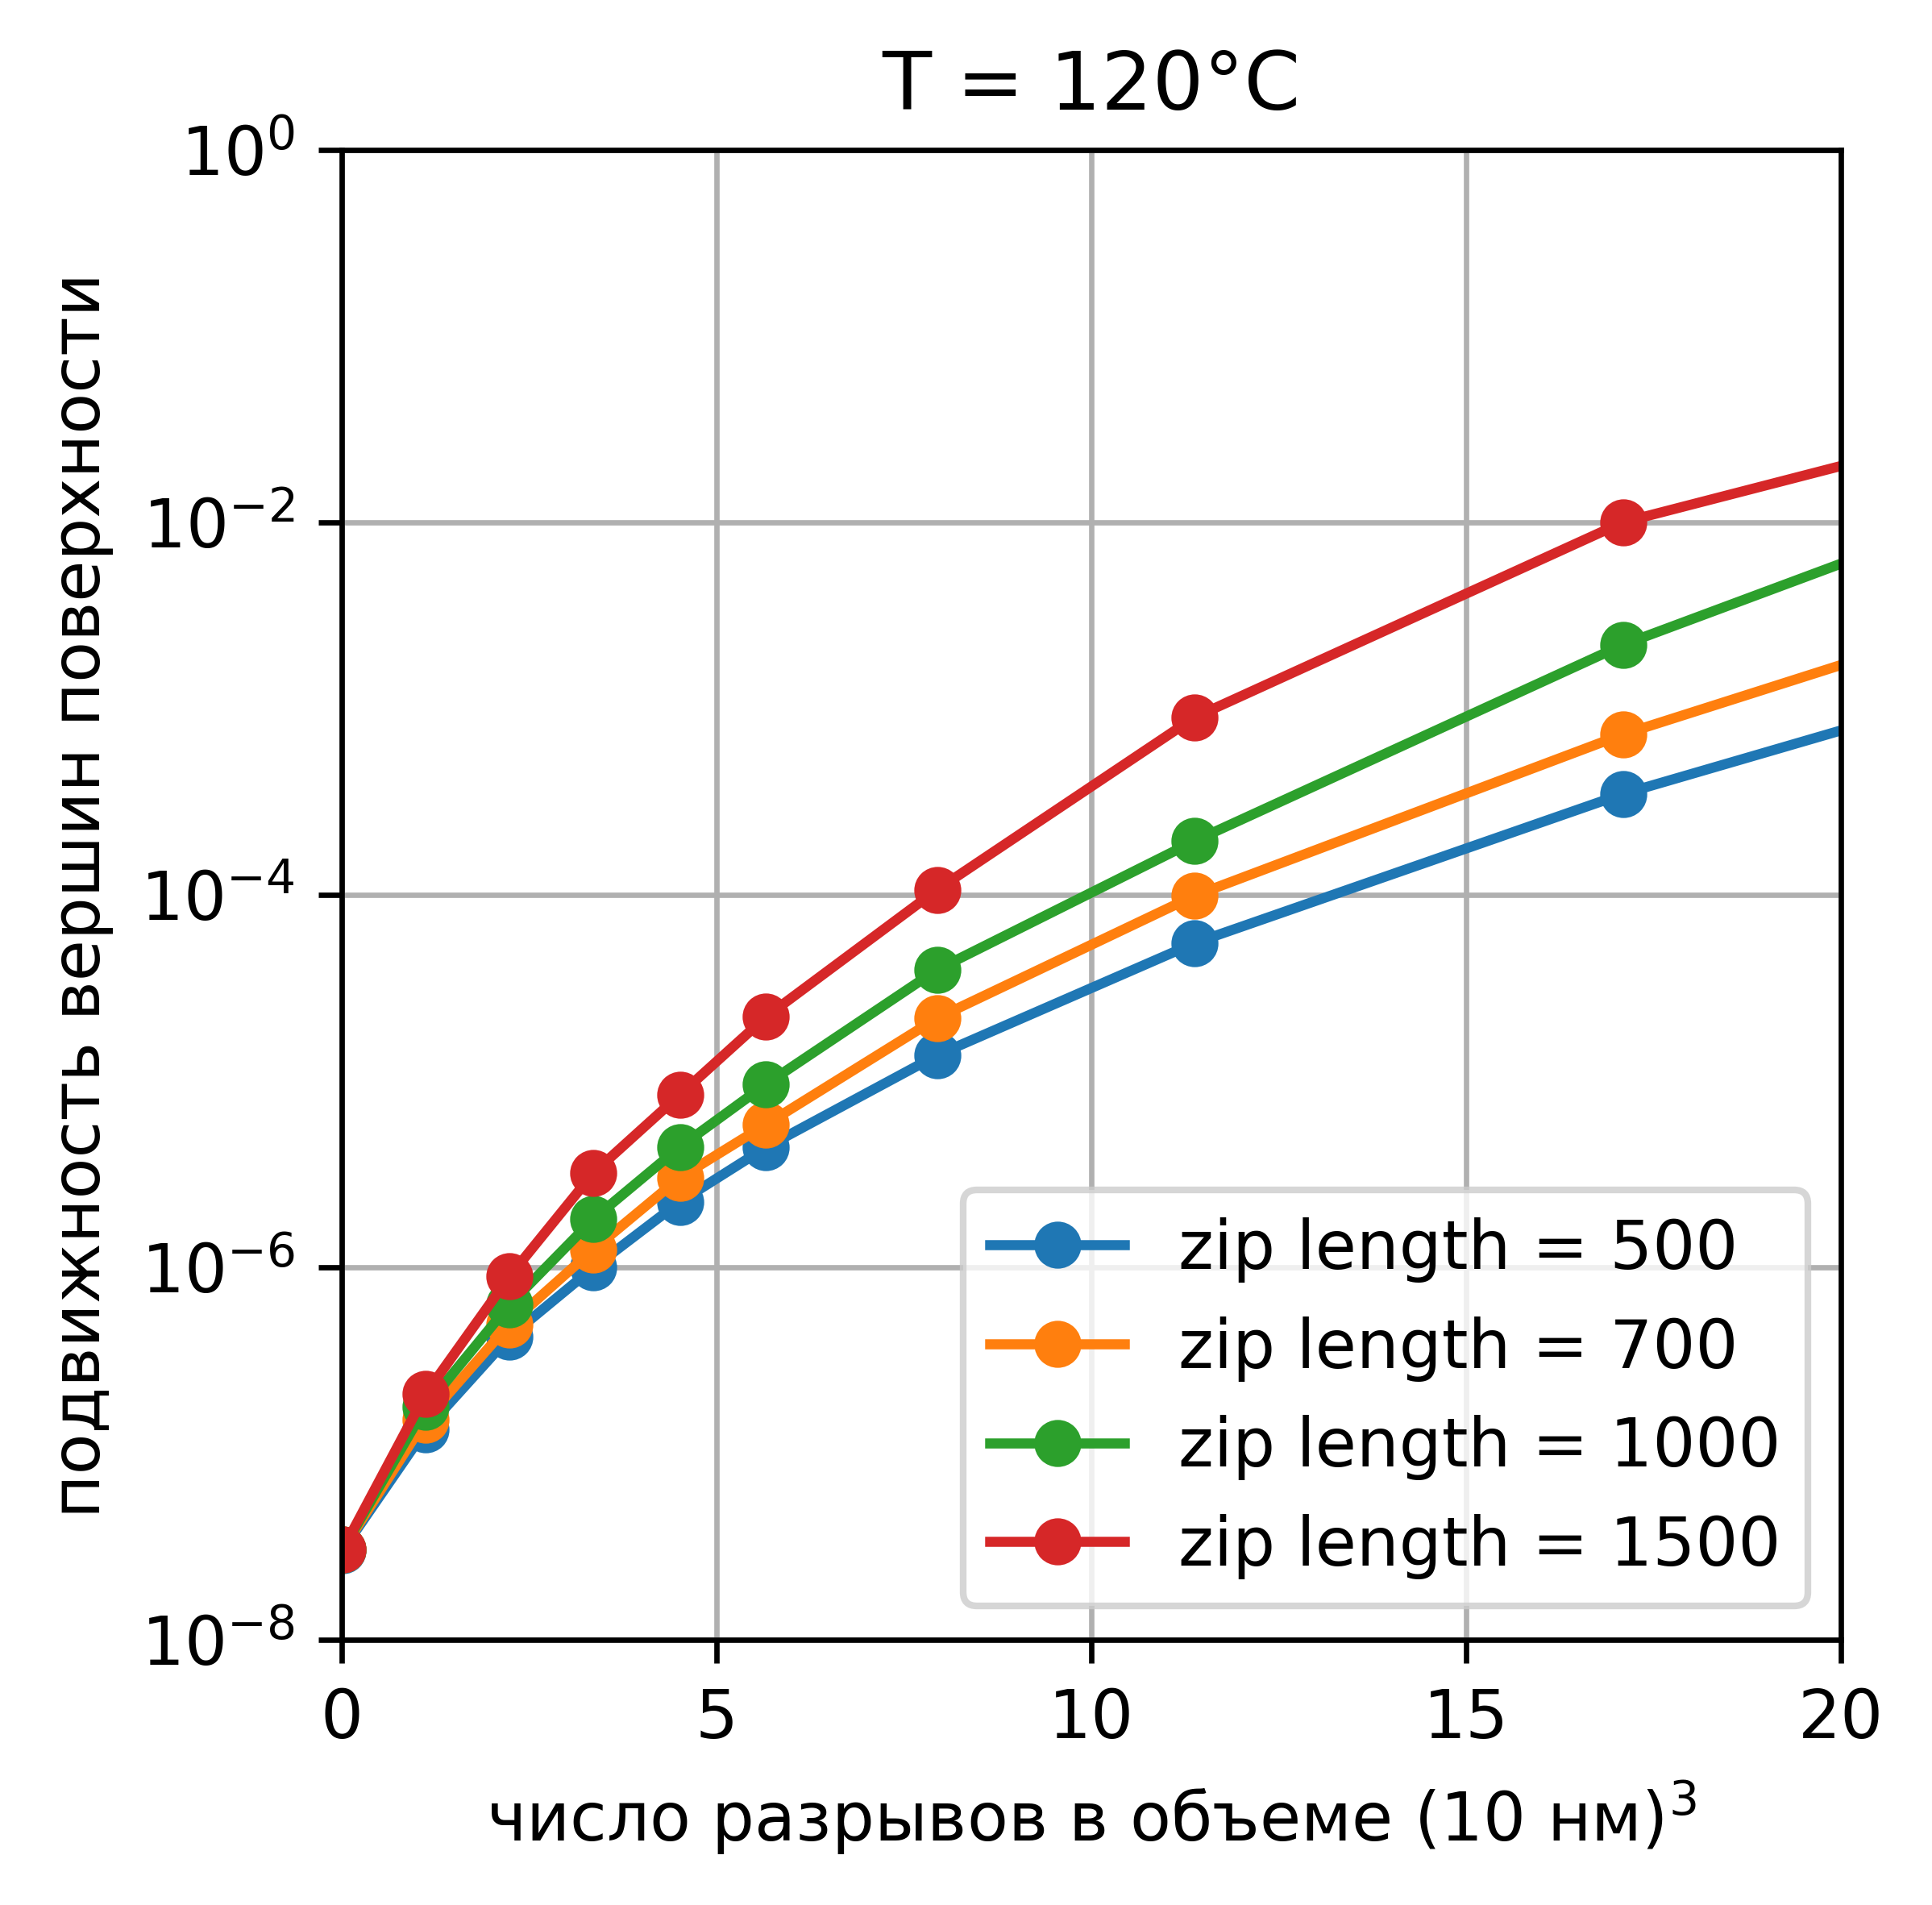 T = 120°C
10⁰
10⁻²
10⁻⁴
10⁻⁶
10⁻⁸
подвижность вершин поверхности
zip length = 500
zip length = 700
zip length = 1000
zip length = 1500
0 5 10 15 20
число разрывов в объеме (10 нм)³